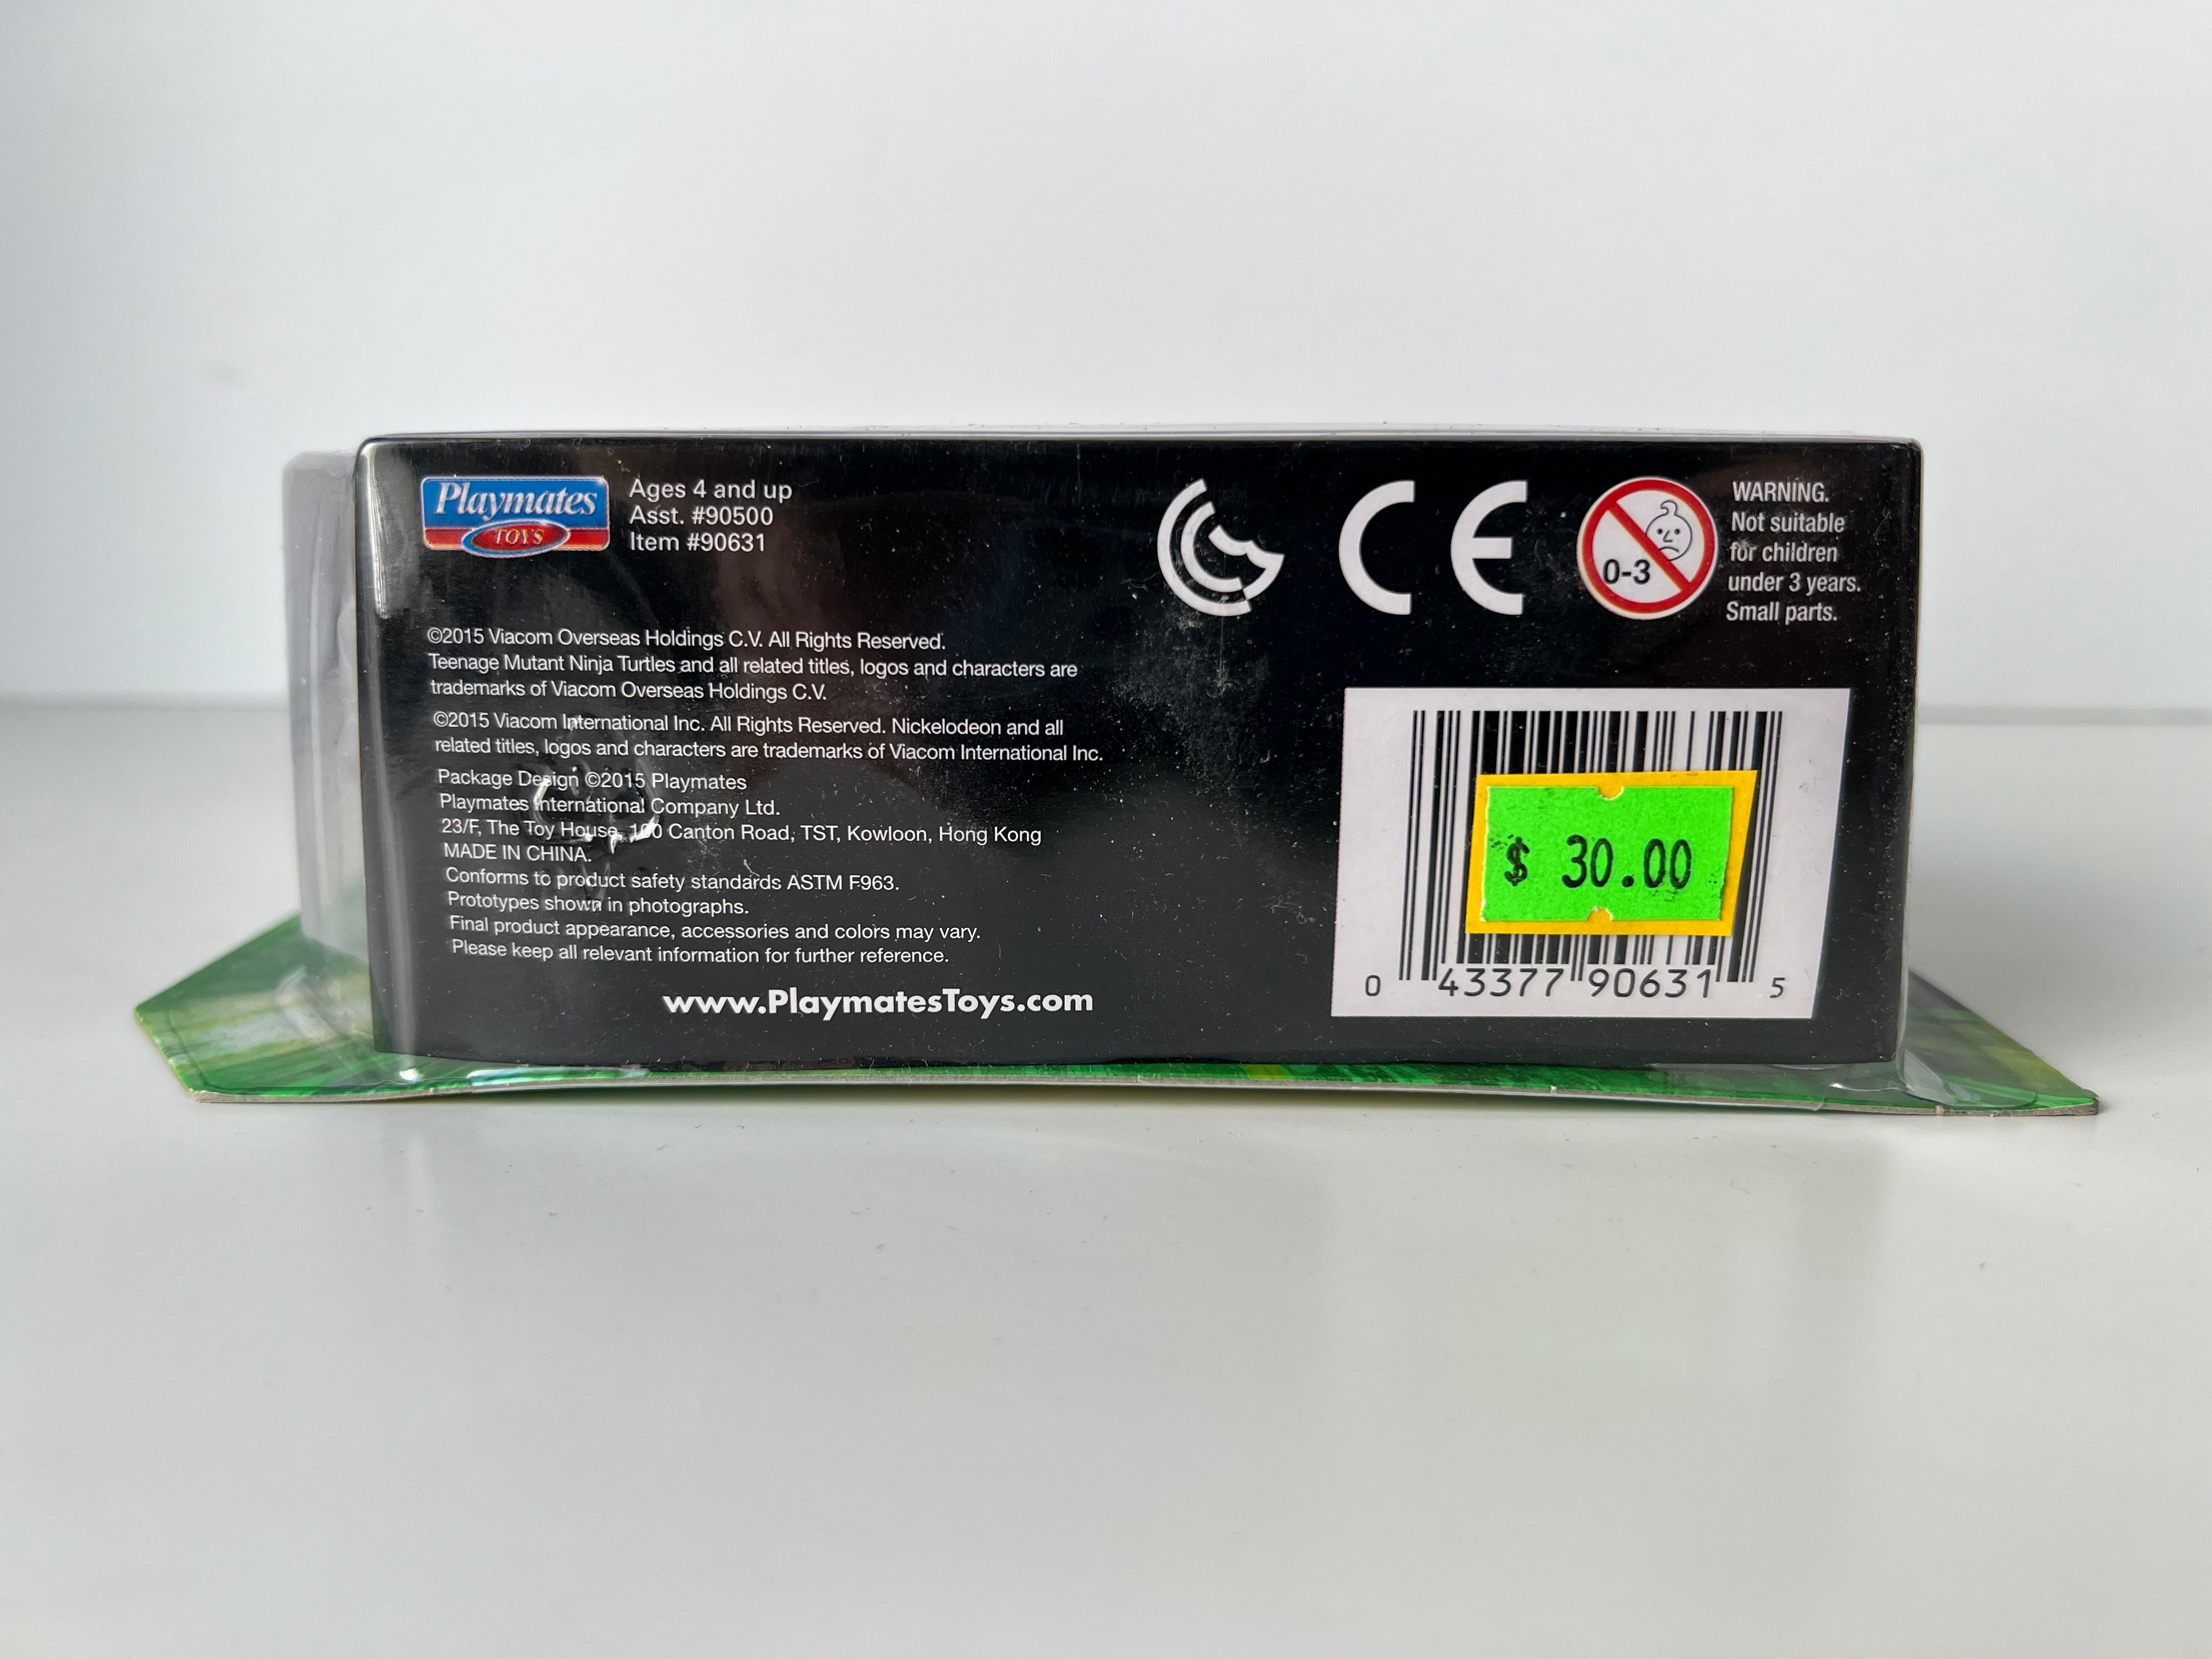 Playmates
TOYS
Ages 4 and up
Asst. #90500
Item #90631
CE
0-3
WARNING.
Not suitable
for children
under 3 years.
Small parts.
©2015 Viacom Overseas Holdings C.V. All Rights Reserved.
Teenage Mutant Ninja Turtles and all related titles, logos and characters are
trademarks of Viacom Overseas Holdings C.V.
©2015 Viacom International Inc. All Rights Reserved. Nickelodeon and all
related titles, logos and characters are trademarks of Viacom International Inc.
Package Design ©2015 Playmates
Playmates International Company Ltd.
23/F, The Toy House, 100 Canton Road, TST, Kowloon, Hong Kong
MADE IN CHINA.
Conforms to product safety standards ASTM F963.
Prototypes shown in photographs.
Final product appearance, accessories and colors may vary.
Please keep all relevant information for further reference.
www.PlaymatesToys.com
$ 30.00
0 43377 90631 5